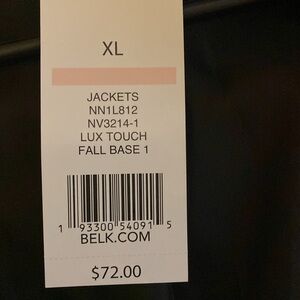 XL
JACKETS
NN1L812
NV3214-1
LUX TOUCH
FALL BASE 1
1 93300 54091 5
BELK.COM
$72.00